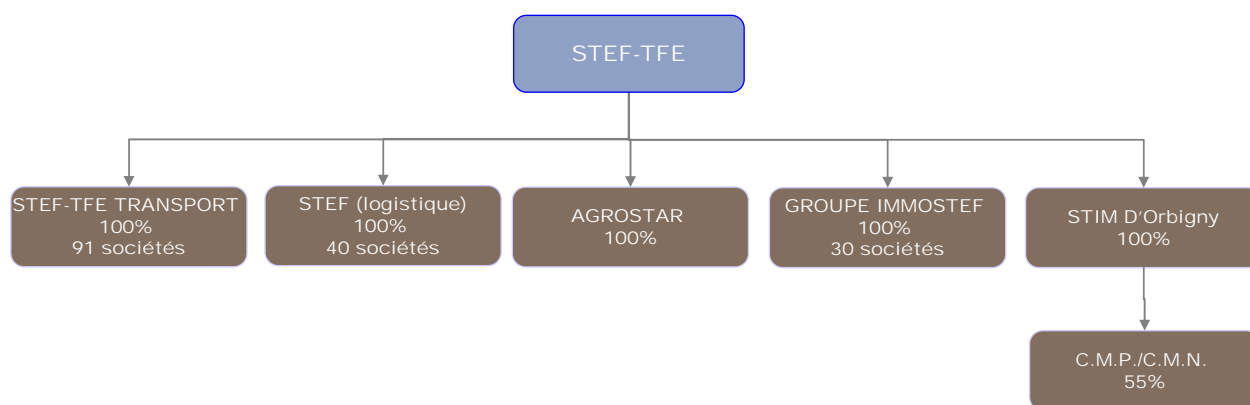 STEF-TFE
STEF-TFE TRANSPORT
100%
91 sociétés
STEF (logistique)
100%
40 sociétés
AGROSTAR
100%
GROUPE IMMOSTEF
100%
30 sociétés
STIM D'Orbigny
100%
C.M.P./C.M.N.
55%